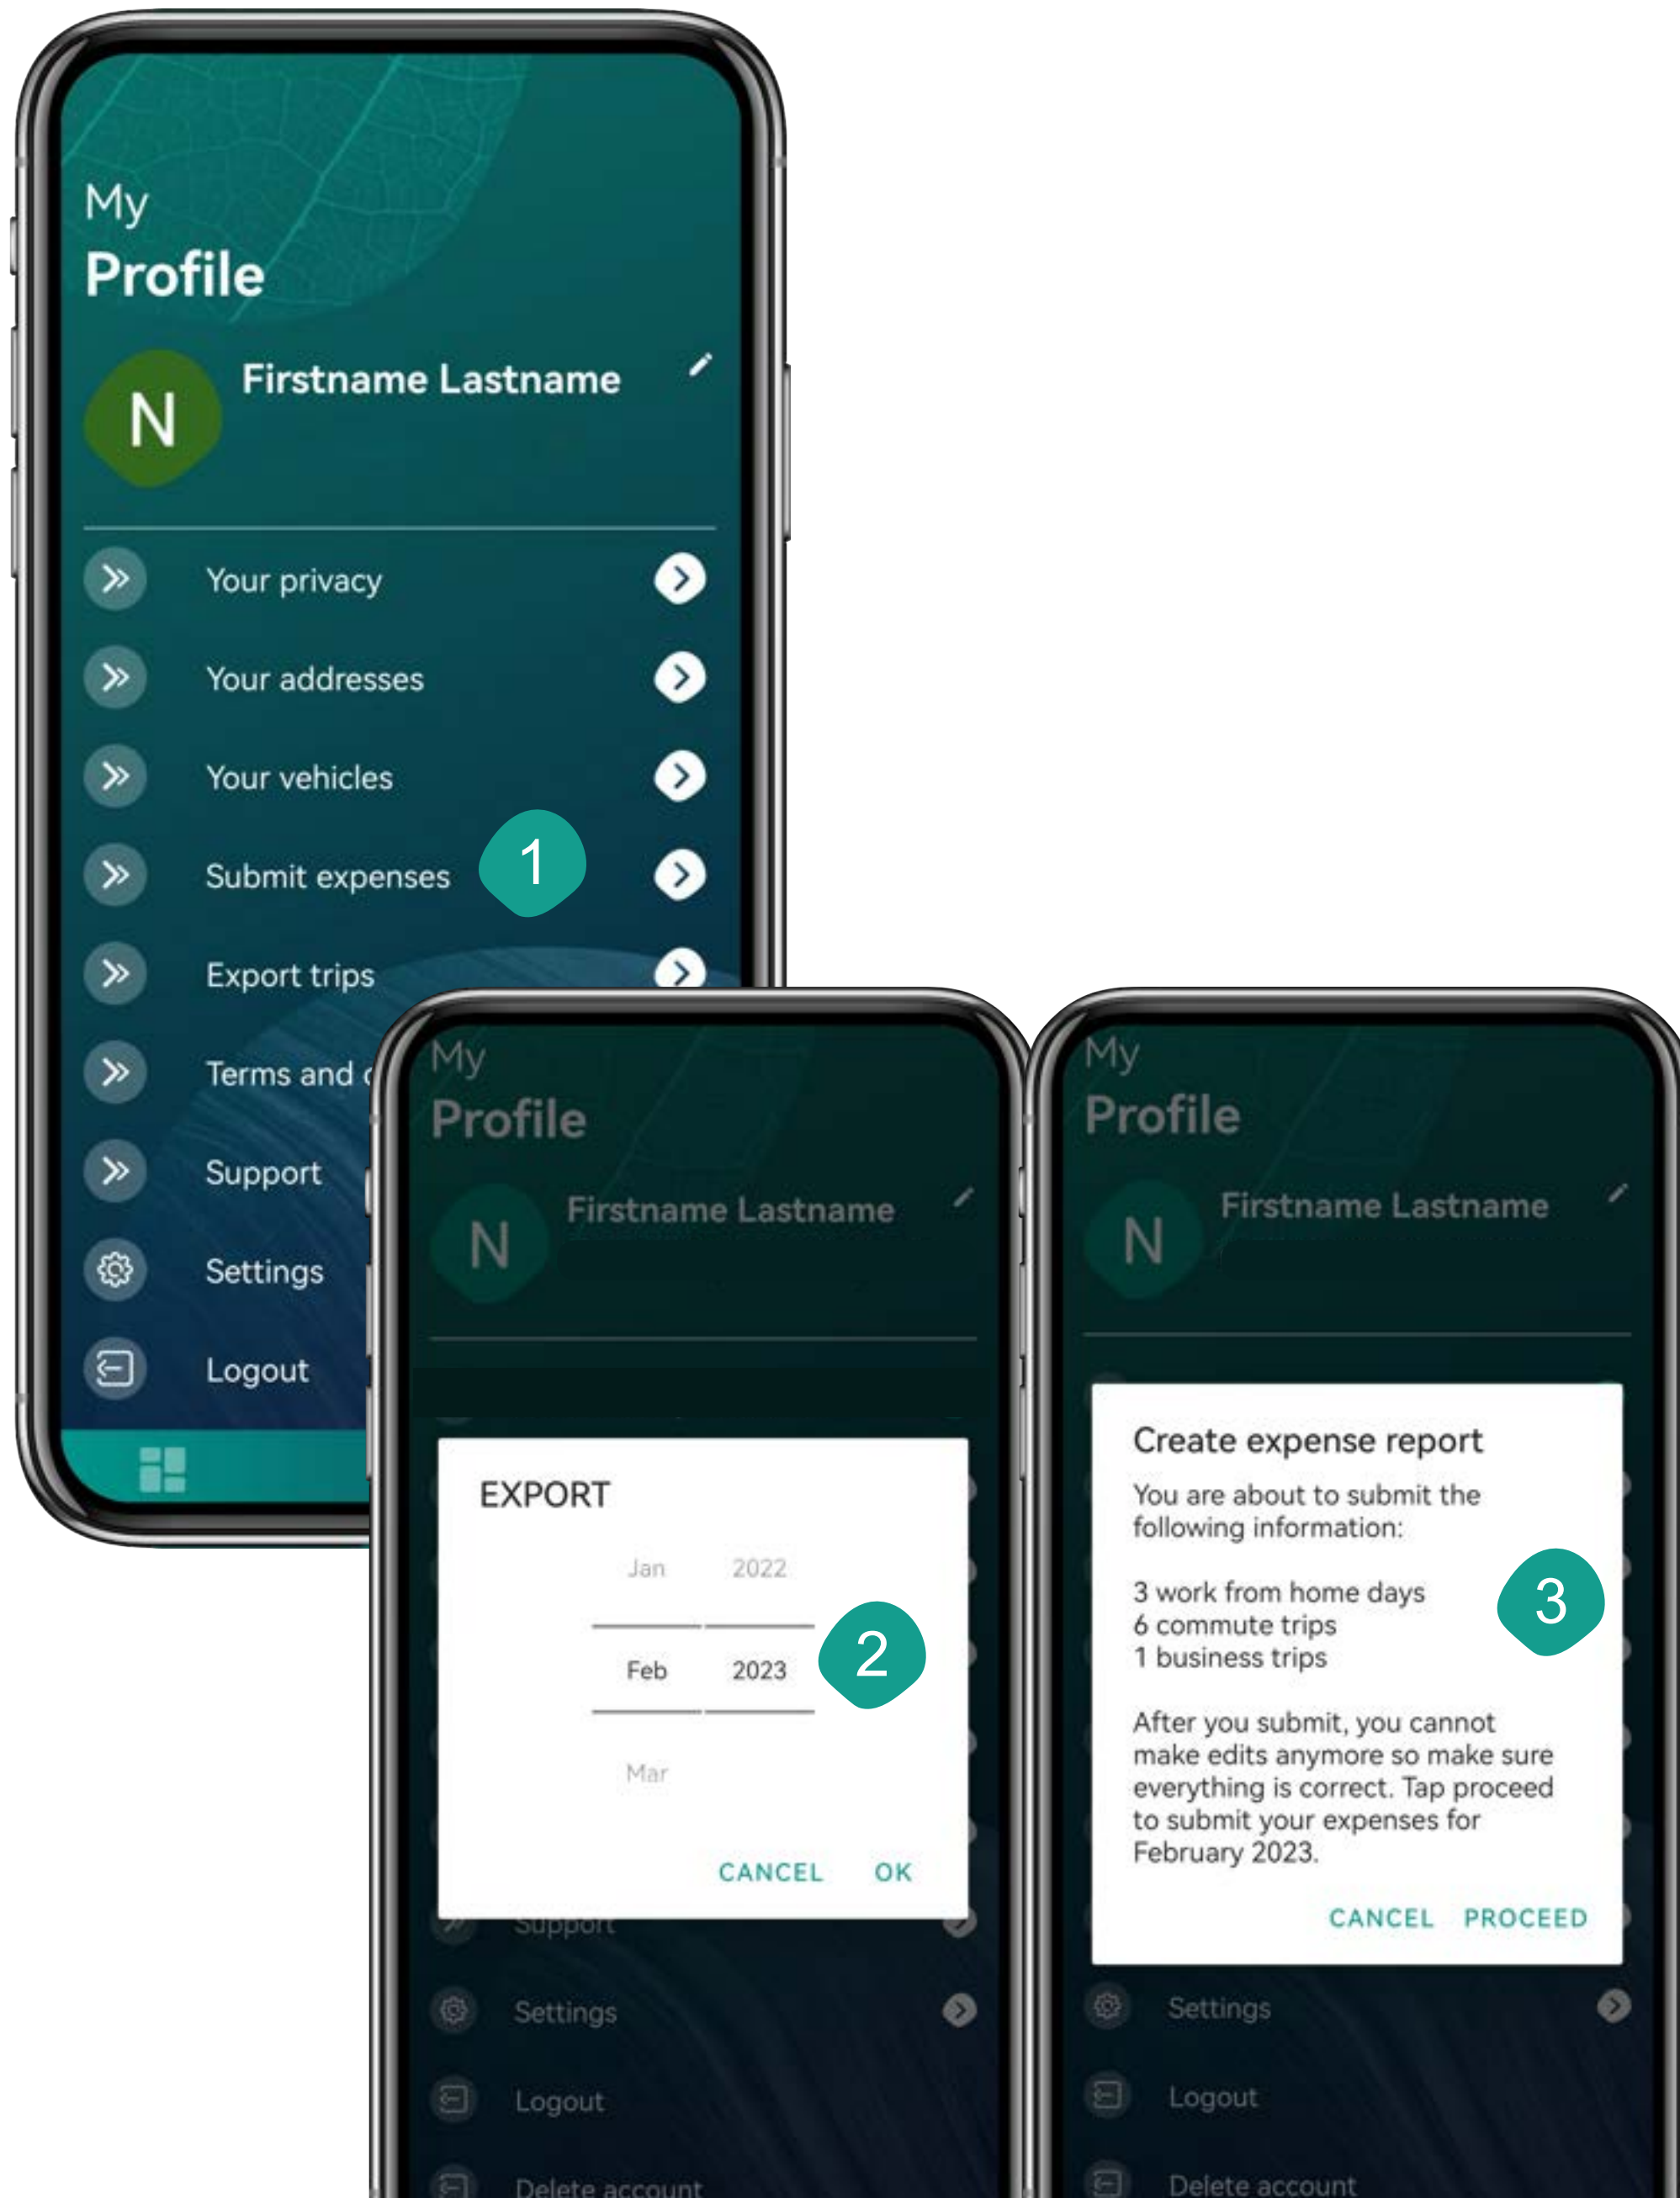 My
Profile
N
Firstname Lastname
Your privacy
Your addresses
Your vehicles
Submit expenses
1
Export trips
Terms and
Support
Settings
Logout
My
Profile
N
Firstname Lastname
EXPORT
Jan 2022
Feb 2023
2
Mar
CANCEL OK
Support
Settings
Logout
Delete account
My
Profile
N
Firstname Lastname
Create expense report
You are about to submit the
following information:
3 work from home days
6 commute trips
1 business trips
3
After you submit, you cannot
make edits anymore so make sure
everything is correct. Tap proceed
to submit your expenses for
February 2023.
CANCEL PROCEED
Settings
Logout
Delete account